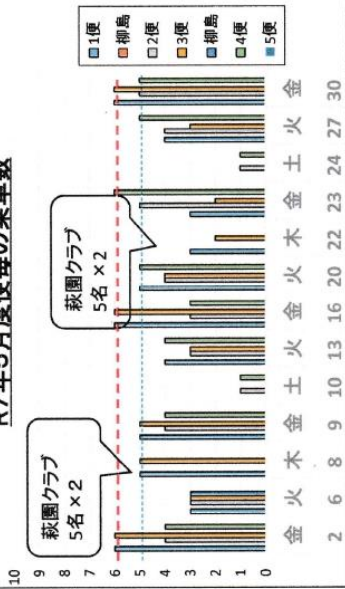 R7年5月度便毎の乗車数
10
9
8
7
6
5
4
3
2
1
0
萩園クラブ
5名 × 2
萩園クラブ
5名 × 2
金 火 木 金 土 火 金 火 木 金 土 火 金
2 6 8 9 10 13 16 20 22 23 24 27 30
1便
柳島
2便
3便
柳島
4便
5便